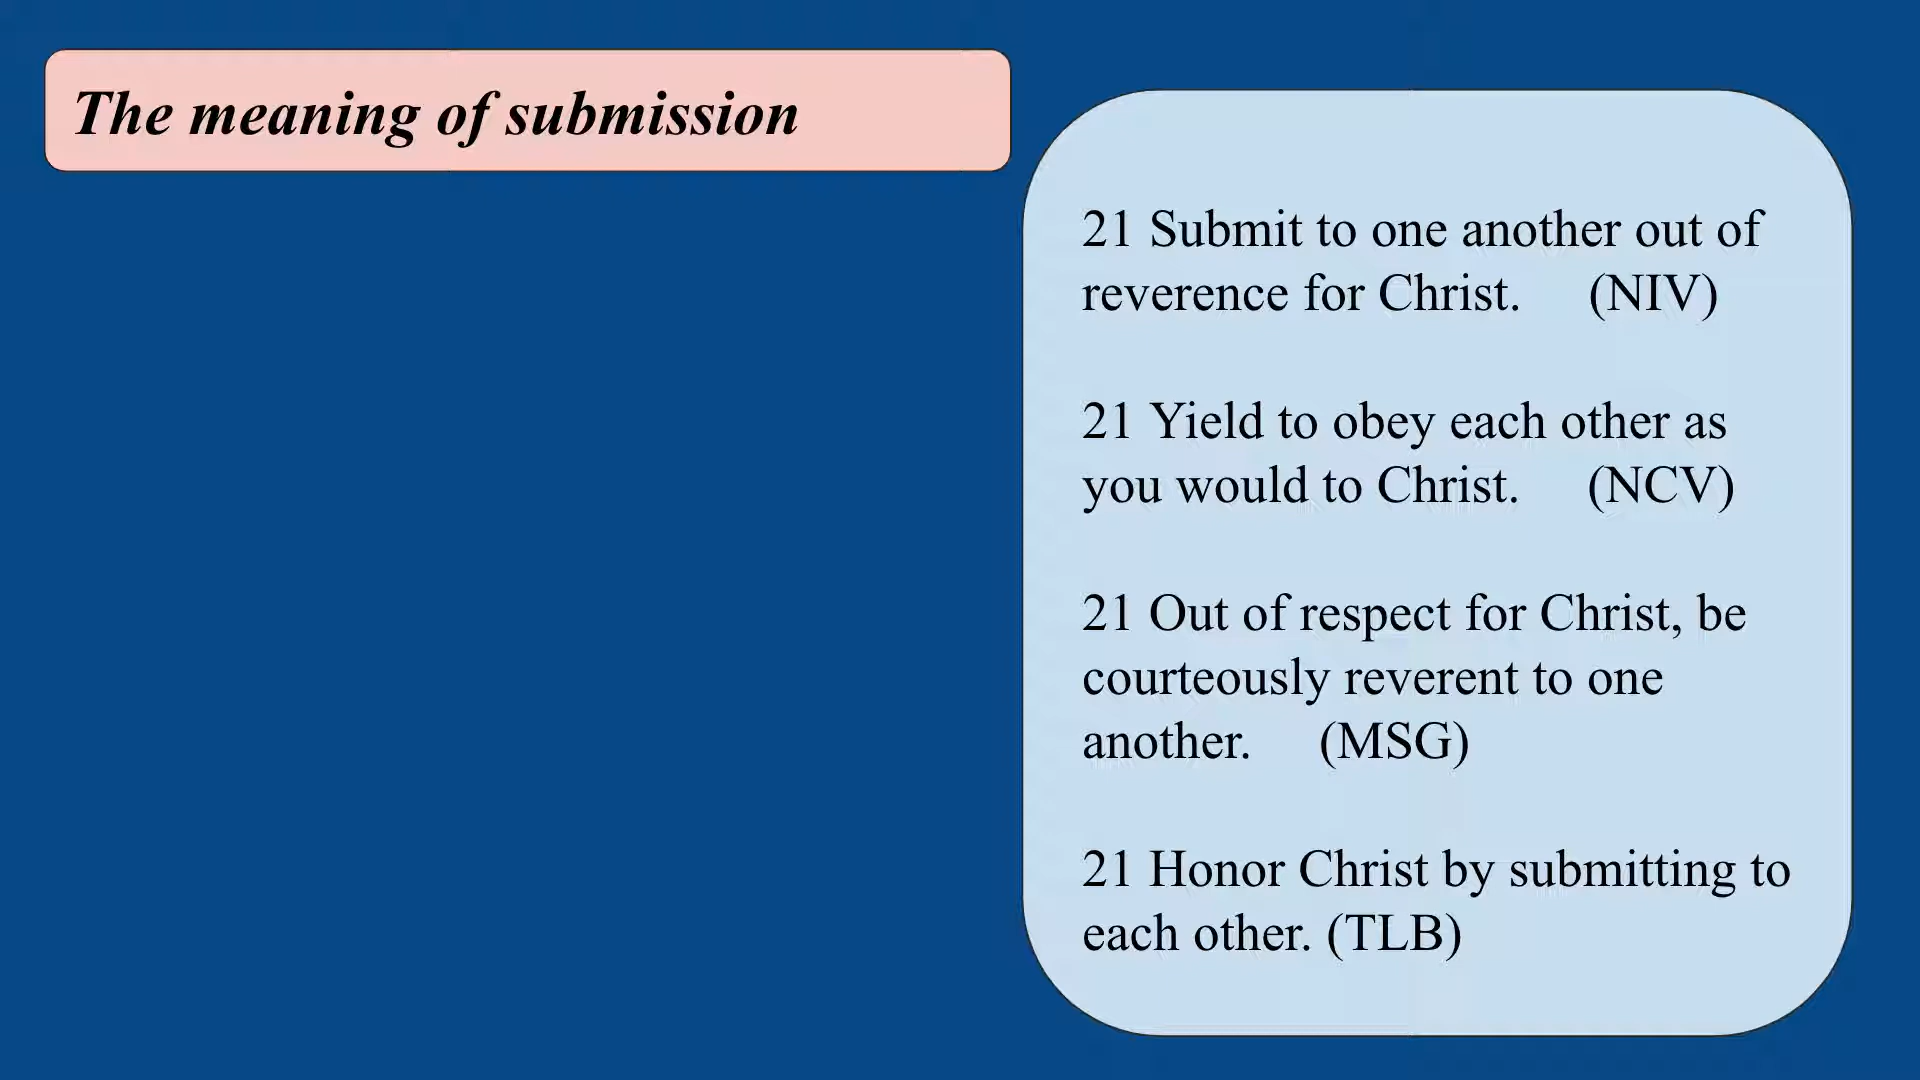 The meaning of submission
21 Submit to one another out of
reverence for Christ. (NIV)
21 Yield to obey each other as
you would to Christ. (NCV)
21 Out of respect for Christ, be
courteously reverent to one
another. (MSG)
21 Honor Christ by submitting to
each other. (TLB)